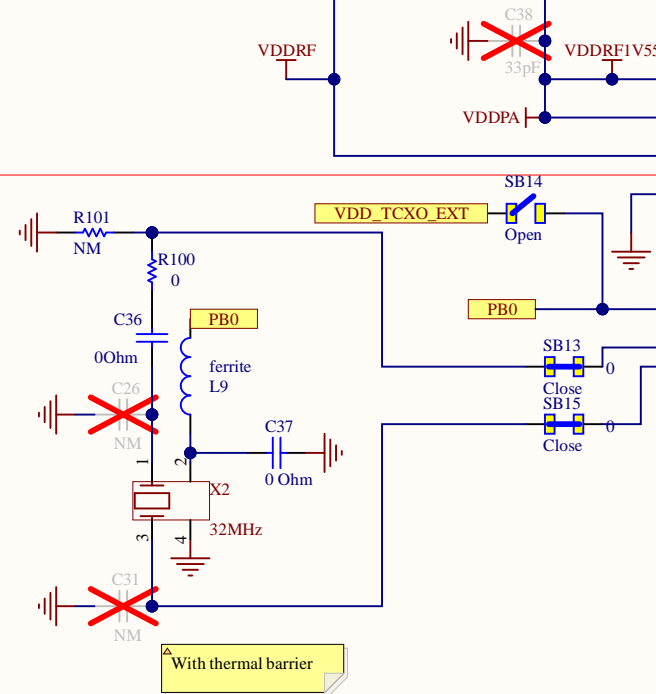 C38
VDDRF
VDDRF1V55
33pF
VDDPA
SB14
VDD_TCXO_EXT
Open
R101
NM
R100
0
PB0
C36
PB0
0Ohm
ferrite
L9
SB13
0
Close
C26
NM
SB15
0
Close
C37
0 Ohm
1
2
X2
32MHz
3
4
C31
NM
With thermal barrier